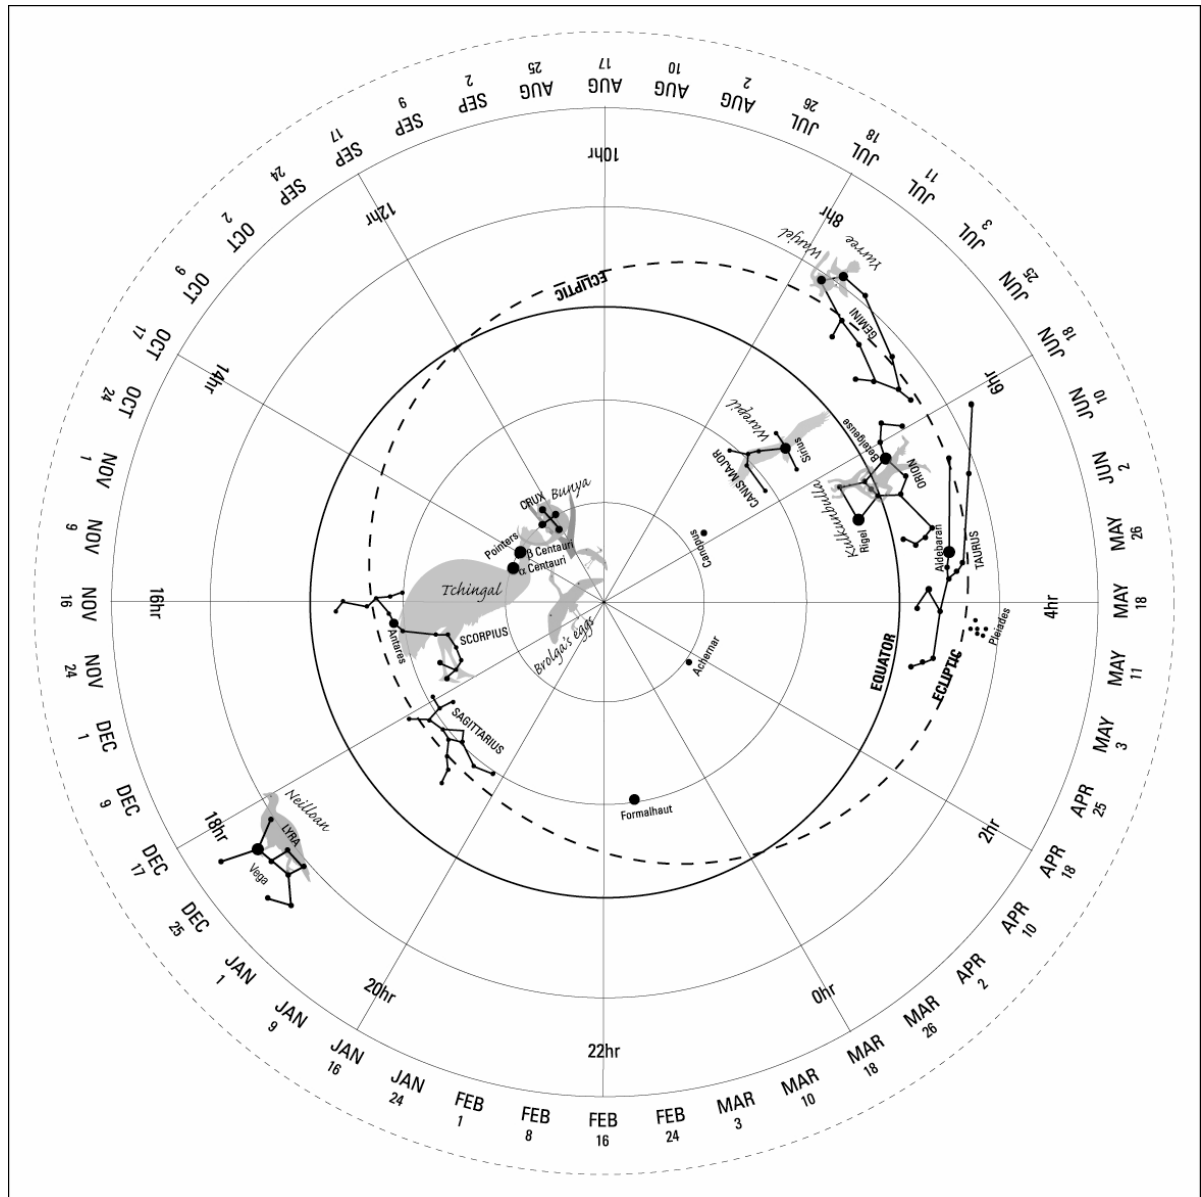 AUG
17
AUG
10
AUG
2
JUL
26
JUL
18
JUL
11
JUL
3
JUN
25
JUN
18
JUN
10
JUN
2
MAY
26
MAY
18
MAY
11
MAY
3
APR
25
APR
18
APR
10
APR
2
MAR
26
MAR
18
MAR
10
MAR
3
FEB
24
FEB
16
FEB
8
FEB
1
JAN
24
JAN
16
JAN
9
JAN
1
DEC
25
DEC
17
DEC
9
DEC
1
NOV
24
NOV
16
NOV
9
NOV
1
OCT
24
OCT
17
OCT
9
OCT
2
SEP
24
SEP
17
SEP
9
SEP
2
AUG
25
10hr
8hr
6hr
4hr
2hr
0hr
22hr
20hr
18hr
16hr
14hr
12hr
ECLIPTIC
Wanjel
Yurree
GEMINI
Warepil
Sirius
CANIS MAJOR
Betelgeuse
ORION
Kulkunbulla
Rigel
Aldebaran
TAURUS
Pleiades
CRUX
Bunya
Pointers
β Centauri
α Centauri
Canopus
Tchingal
Brolga's eggs
Achernar
SCORPIUS
Antares
EQUATOR
ECLIPTIC
SAGITTARIUS
Neilloan
LYRA
Vega
Formalhaut